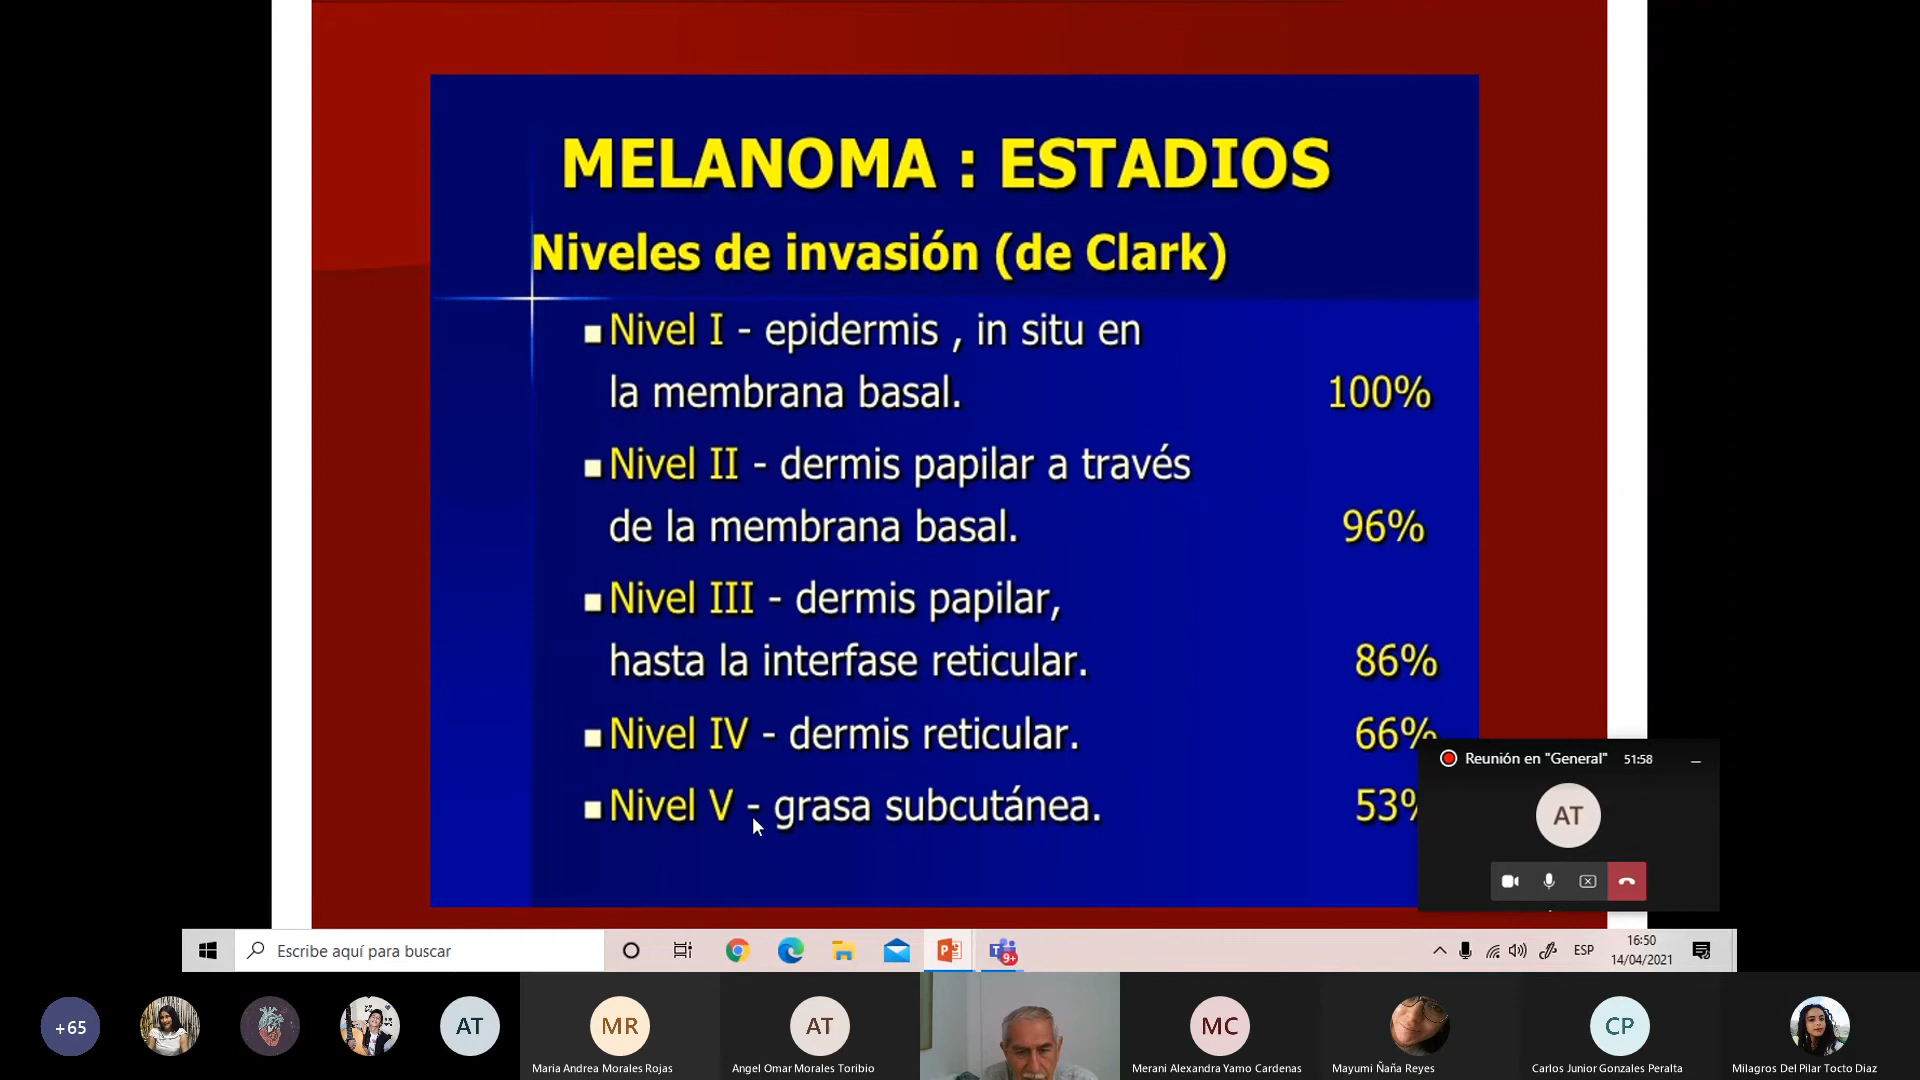 MELANOMA : ESTADIOS
Niveles de invasión (de Clark)
Nivel I - epidermis , in situ en
la membrana basal. 100%
Nivel II - dermis papilar a través
de la membrana basal. 96%
Nivel III - dermis papilar,
hasta la interfase reticular. 86%
Nivel IV - dermis reticular. 66%
Nivel V - grasa subcutánea. 53%
Reunión en "General" 51:58
AT
Escribe aquí para buscar
9+
ESP
16:50
14/04/2021
+65
AT
MR
AT
MC
CP
Maria Andrea Morales Rojas
Angel Omar Morales Toribio
Merani Alexandra Yamo Cardenas
Mayumi Ñaña Reyes
Carlos Junior Gonzales Peralta
Milagros Del Pilar Tocto Diaz